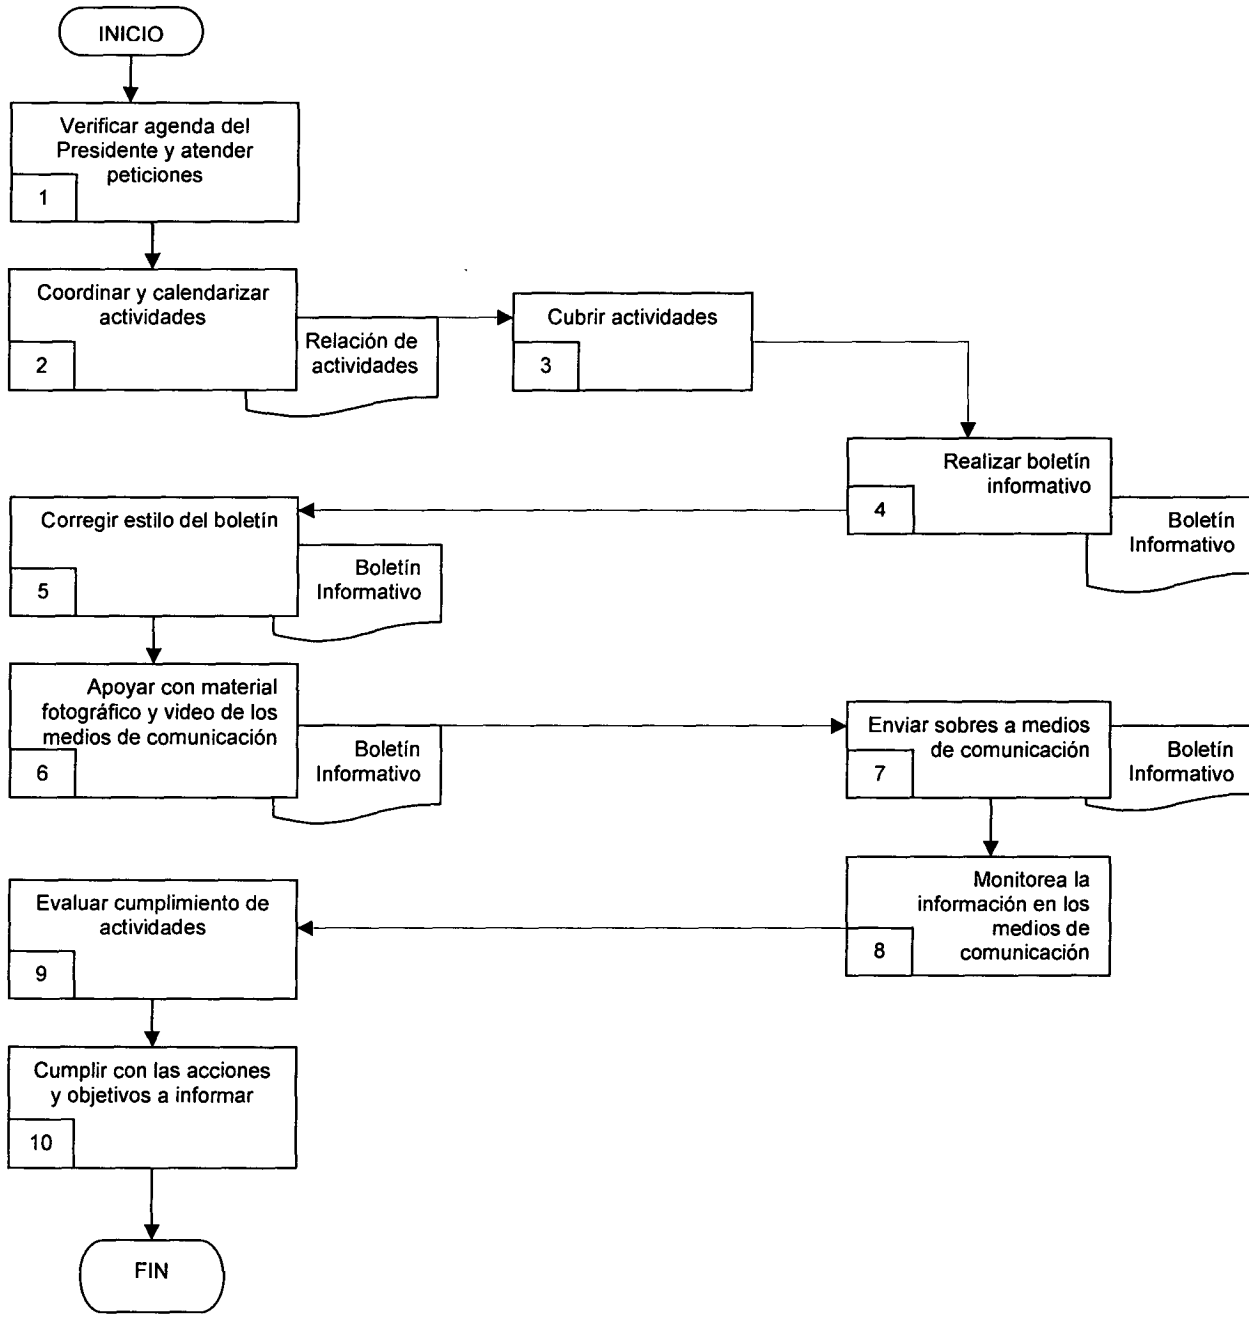 INICIO
Verificar agenda del
Presidente y atender
peticiones
1
Coordinar y calendarizar
actividades
2
Relación de
actividades
Cubrir actividades
3
Realizar boletín
informativo
4
Boletín
Informativo
Corregir estilo del boletín
5
Boletín
Informativo
Apoyar con material
fotográfico y video de los
medios de comunicación
6
Boletín
Informativo
Enviar sobres a medios
de comunicación
7
Boletín
Informativo
Monitorea la
información en los
medios de
comunicación
8
Evaluar cumplimiento de
actividades
9
Cumplir con las acciones
y objetivos a informar
10
FIN